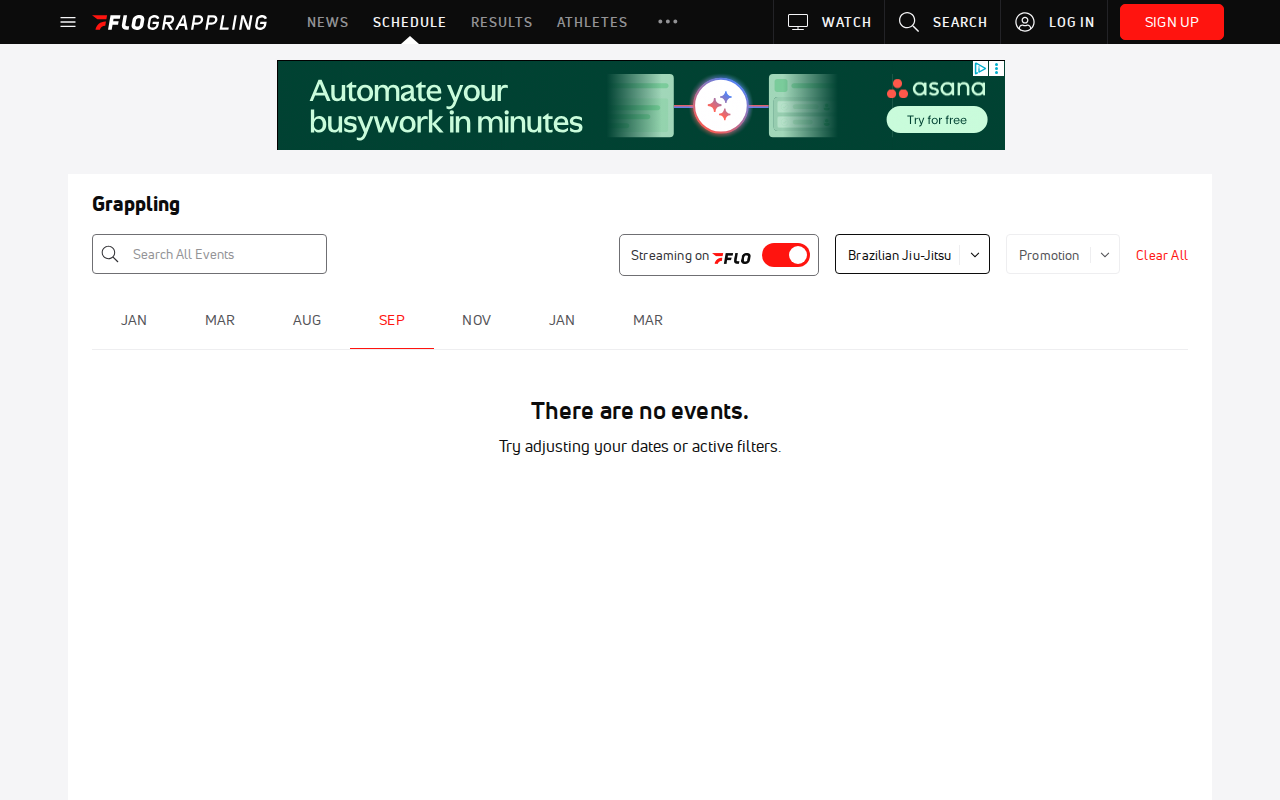 FLOGRAPPLING NEWS SCHEDULE RESULTS ATHLETES WATCH SEARCH LOG IN SIGN UP
Automate your
busywork in minutes
asana
Try for free
Grappling
Search All Events
Streaming on FLO
Brazilian Jiu-Jitsu
Promotion
Clear All
JAN MAR AUG SEP NOV JAN MAR
There are no events.
Try adjusting your dates or active filters.